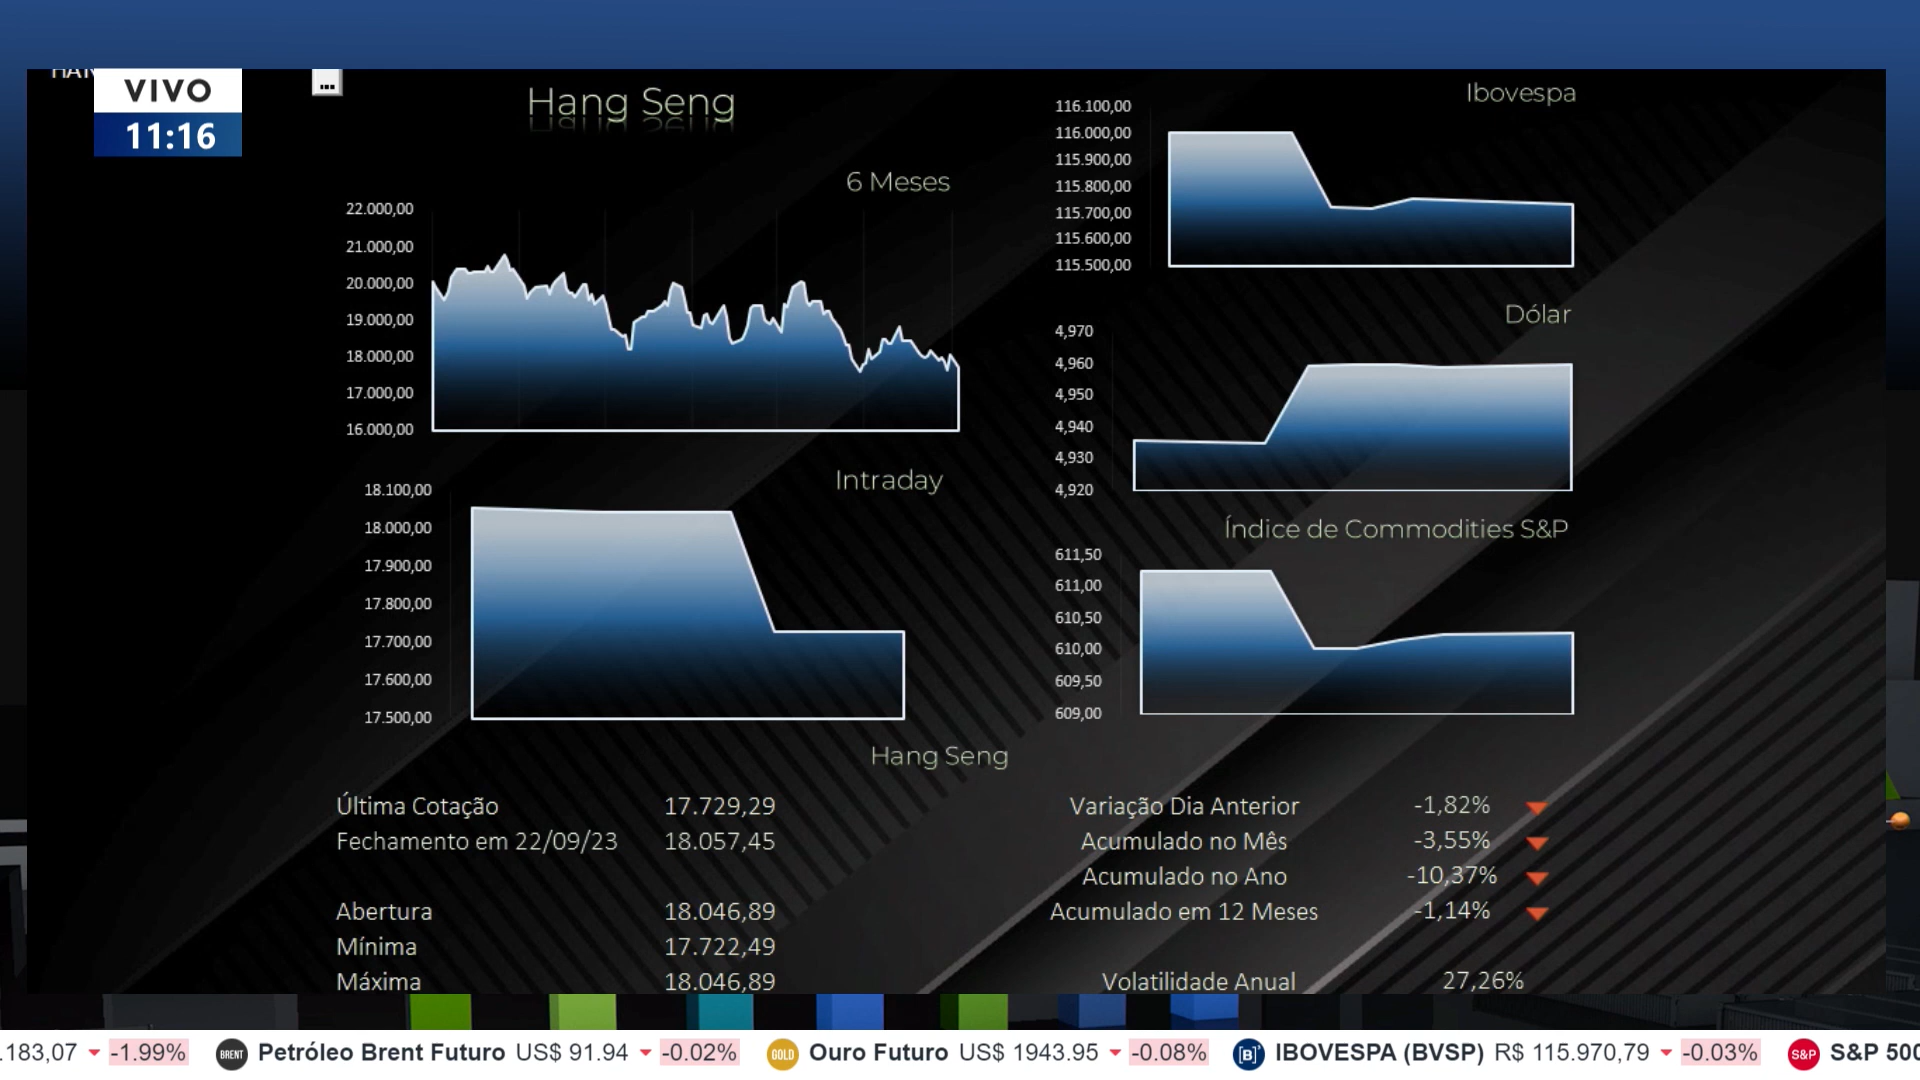 VIVO
11:16
...
Hang Seng
6 Meses
22.000,00
21.000,00
20.000,00
19.000,00
18.000,00
17.000,00
16.000,00
Intraday
18.100,00
18.000,00
17.900,00
17.800,00
17.700,00
17.600,00
17.500,00
Ibovespa
116.100,00
116.000,00
115.900,00
115.800,00
115.700,00
115.600,00
115.500,00
Dólar
4,970
4,960
4,950
4,940
4,930
4,920
Índice de Commodities S&P
611,50
611,00
610,50
610,00
609,50
609,00
Hang Seng
Última Cotação 17.729,29
Fechamento em 22/09/23 18.057,45
Abertura 18.046,89
Mínima 17.722,49
Máxima 18.046,89
Variação Dia Anterior -1,82%
Acumulado no Mês -3,55%
Acumulado no Ano -10,37%
Acumulado em 12 Meses -1,14%
Volatilidade Anual 27,26%
.183,07 -1.99% BRENT Petróleo Brent Futuro US$ 91.94 -0.02% GOLD Ouro Futuro US$ 1943.95 -0.08% [B] IBOVESPA (BVSP) R$ 115.970,79 -0.03% S&P S&P 500